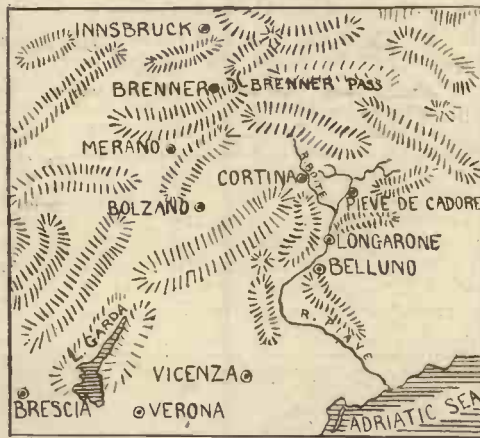 INNSBRUCK
BRENNER
BRENNER PASS
MERANO
R. BOITE
CORTINA
PIEVE DE CADORE
BOLZANO
LONGARONE
BELLUNO
L. GARDA
R. PIAVE
VICENZA
BRESCIA
VERONA
ADRIATIC SEA